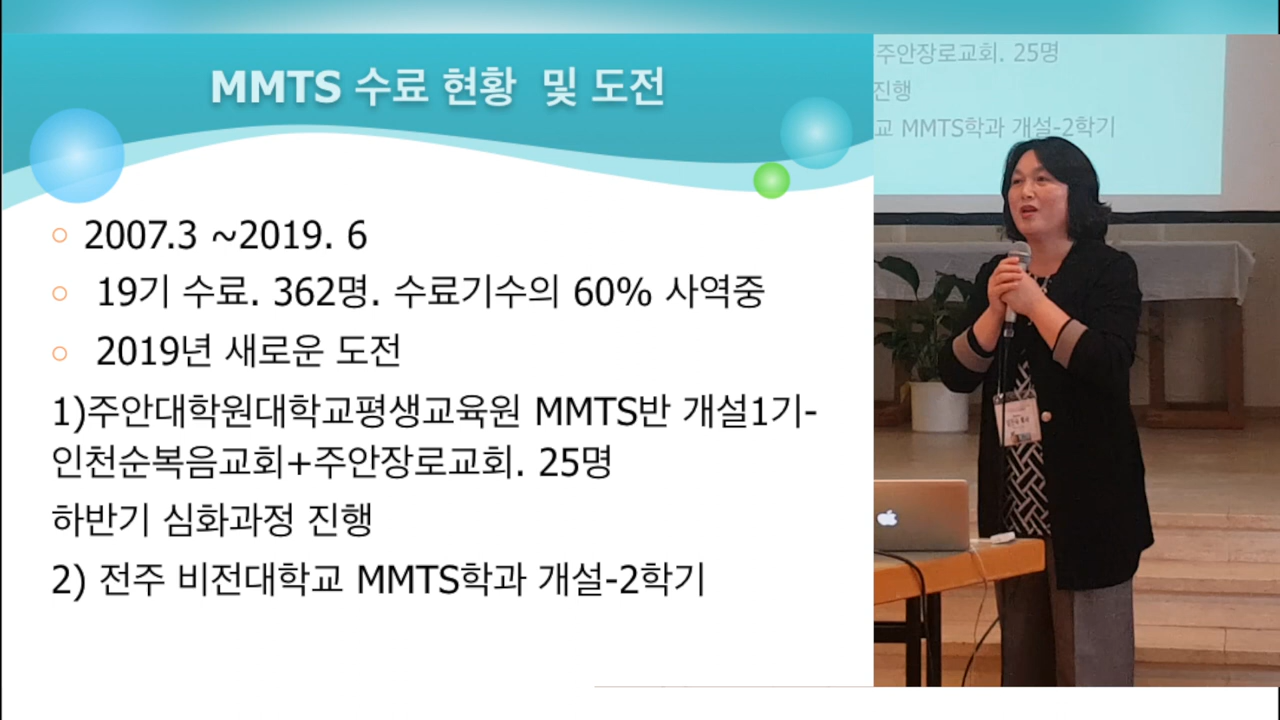 MMTS 수료 현황 및 도전
2007.3 ~2019. 6
19기 수료. 362명. 수료기수의 60% 사역중
2019년 새로운 도전
1)주안대학원대학교평생교육원 MMTS반 개설1기-
인천순복음교회+주안장로교회. 25명
하반기 심화과정 진행
2) 전주 비전대학교 MMTS학과 개설-2학기
주안장로교회. 25명
진행
교 MMTS학과 개설-2학기